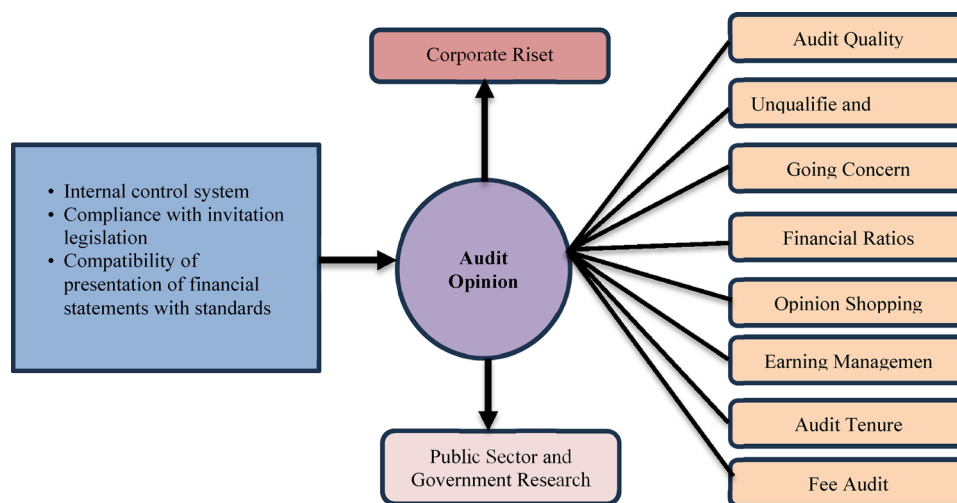 Corporate Riset
• Internal control system
• Compliance with invitation
legislation
• Compatibility of
presentation of financial
statements with standards
Audit
Opinion
Public Sector and
Government Research
Audit Quality
Unqualifie and
Going Concern
Financial Ratios
Opinion Shopping
Earning Managemen
Audit Tenure
Fee Audit